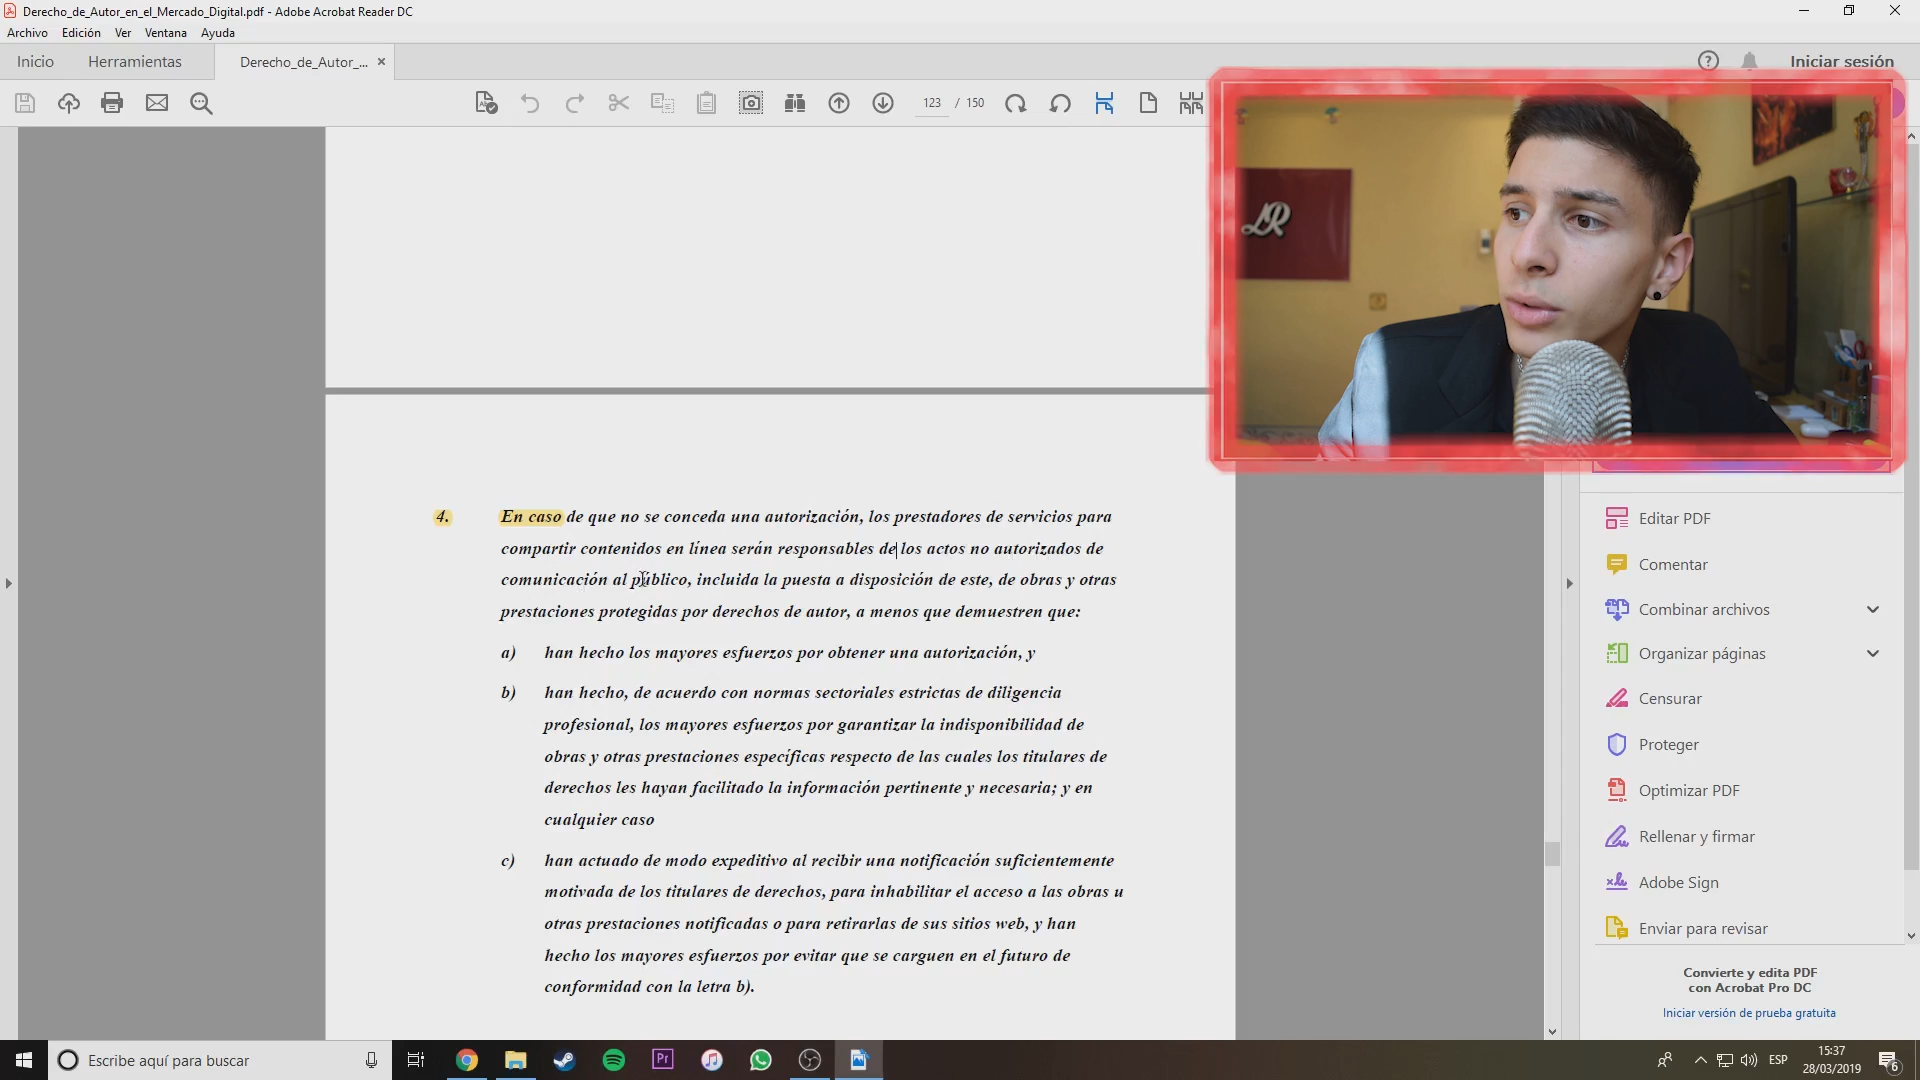 Derecho_de_Autor_en_el_Mercado_Digital.pdf - Adobe Acrobat Reader DC
Archivo Edición Ver Ventana Ayuda
Inicio Herramientas Derecho_de_Autor_... × Iniciar sesión
123 / 150
LR
4. En caso de que no se conceda una autorización, los prestadores de servicios para
compartir contenidos en línea serán responsables de los actos no autorizados de
comunicación al público, incluida la puesta a disposición de este, de obras y otras
prestaciones protegidas por derechos de autor, a menos que demuestren que:
a) han hecho los mayores esfuerzos por obtener una autorización, y
b) han hecho, de acuerdo con normas sectoriales estrictas de diligencia
profesional, los mayores esfuerzos por garantizar la indisponibilidad de
obras y otras prestaciones específicas respecto de las cuales los titulares de
derechos les hayan facilitado la información pertinente y necesaria; y en
cualquier caso
c) han actuado de modo expeditivo al recibir una notificación suficientemente
motivada de los titulares de derechos, para inhabilitar el acceso a las obras u
otras prestaciones notificadas o para retirarlas de sus sitios web, y han
hecho los mayores esfuerzos por evitar que se carguen en el futuro de
conformidad con la letra b).
Editar PDF
Comentar
Combinar archivos
Organizar páginas
Censurar
Proteger
Optimizar PDF
Rellenar y firmar
Adobe Sign
Enviar para revisar
Convierte y edita PDF
con Acrobat Pro DC
Iniciar versión de prueba gratuita
Escribe aquí para buscar
Pr
ESP
15:37
28/03/2019
6